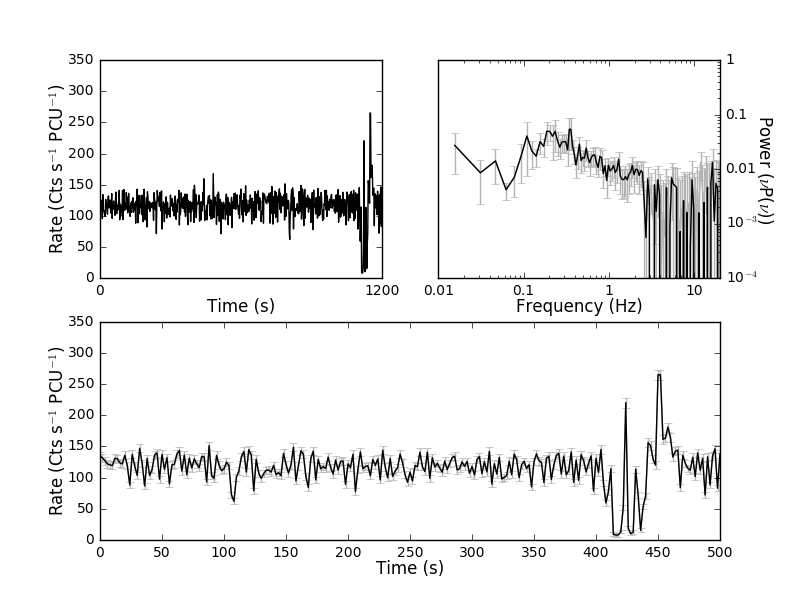 350
300
250
200
150
100
50
0
Rate (Cts s⁻¹ PCU⁻¹)
0 1200
Time (s)
1
0.1
0.01
10⁻³
10⁻⁴
Power (νP(ν))
0.01 0.1 1 10
Frequency (Hz)
350
300
250
200
150
100
50
0
Rate (Cts s⁻¹ PCU⁻¹)
0 50 100 150 200 250 300 350 400 450 500
Time (s)